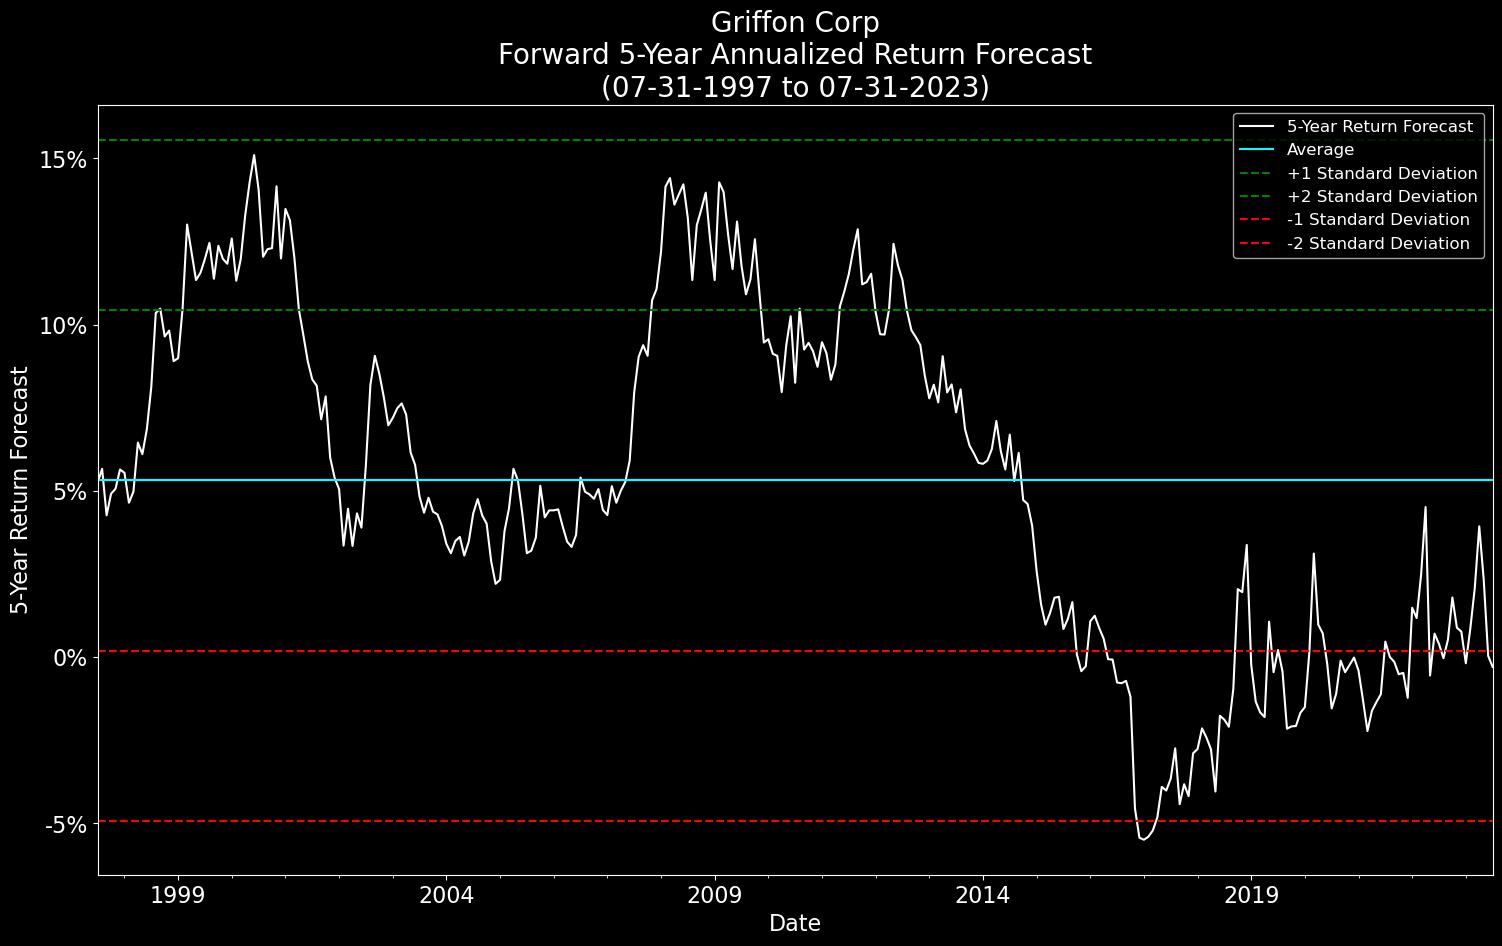 Griffon Corp
Forward 5-Year Annualized Return Forecast
(07-31-1997 to 07-31-2023)
5-Year Return Forecast
Average
+1 Standard Deviation
+2 Standard Deviation
-1 Standard Deviation
-2 Standard Deviation
5-Year Return Forecast
15%
10%
5%
0%
-5%
1999
2004
2009
2014
2019
Date